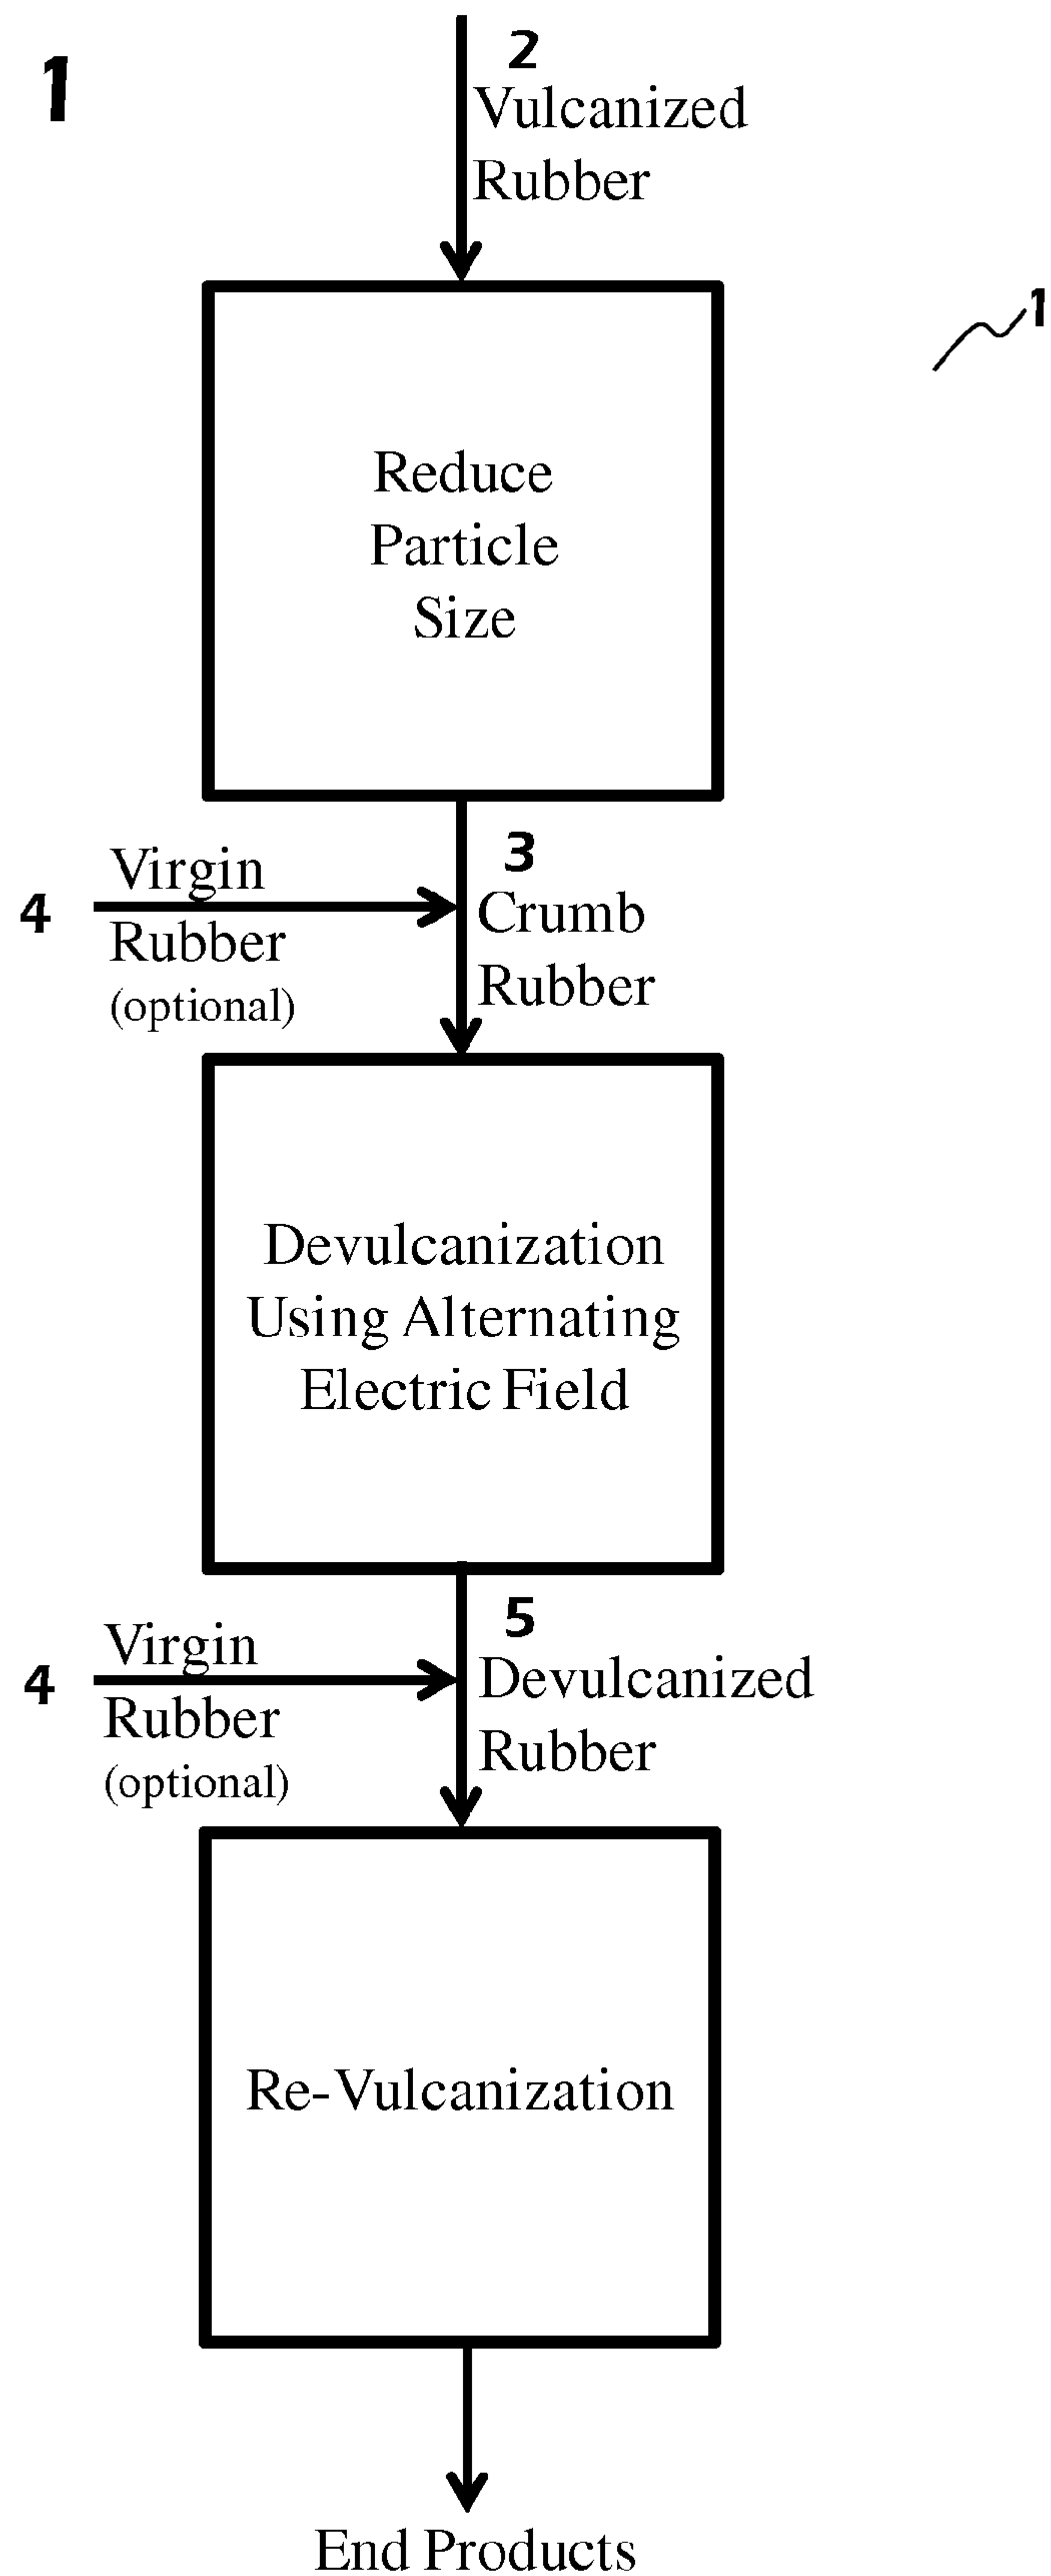 1
2
Vulcanized
Rubber
1
Reduce
Particle
Size
3
Virgin
4
Crumb
Rubber
Rubber
(optional)
Devulcanization
Using Alternating
Electric Field
5
Virgin
4
Devulcanized
Rubber
Rubber
(optional)
Re-Vulcanization
End Products